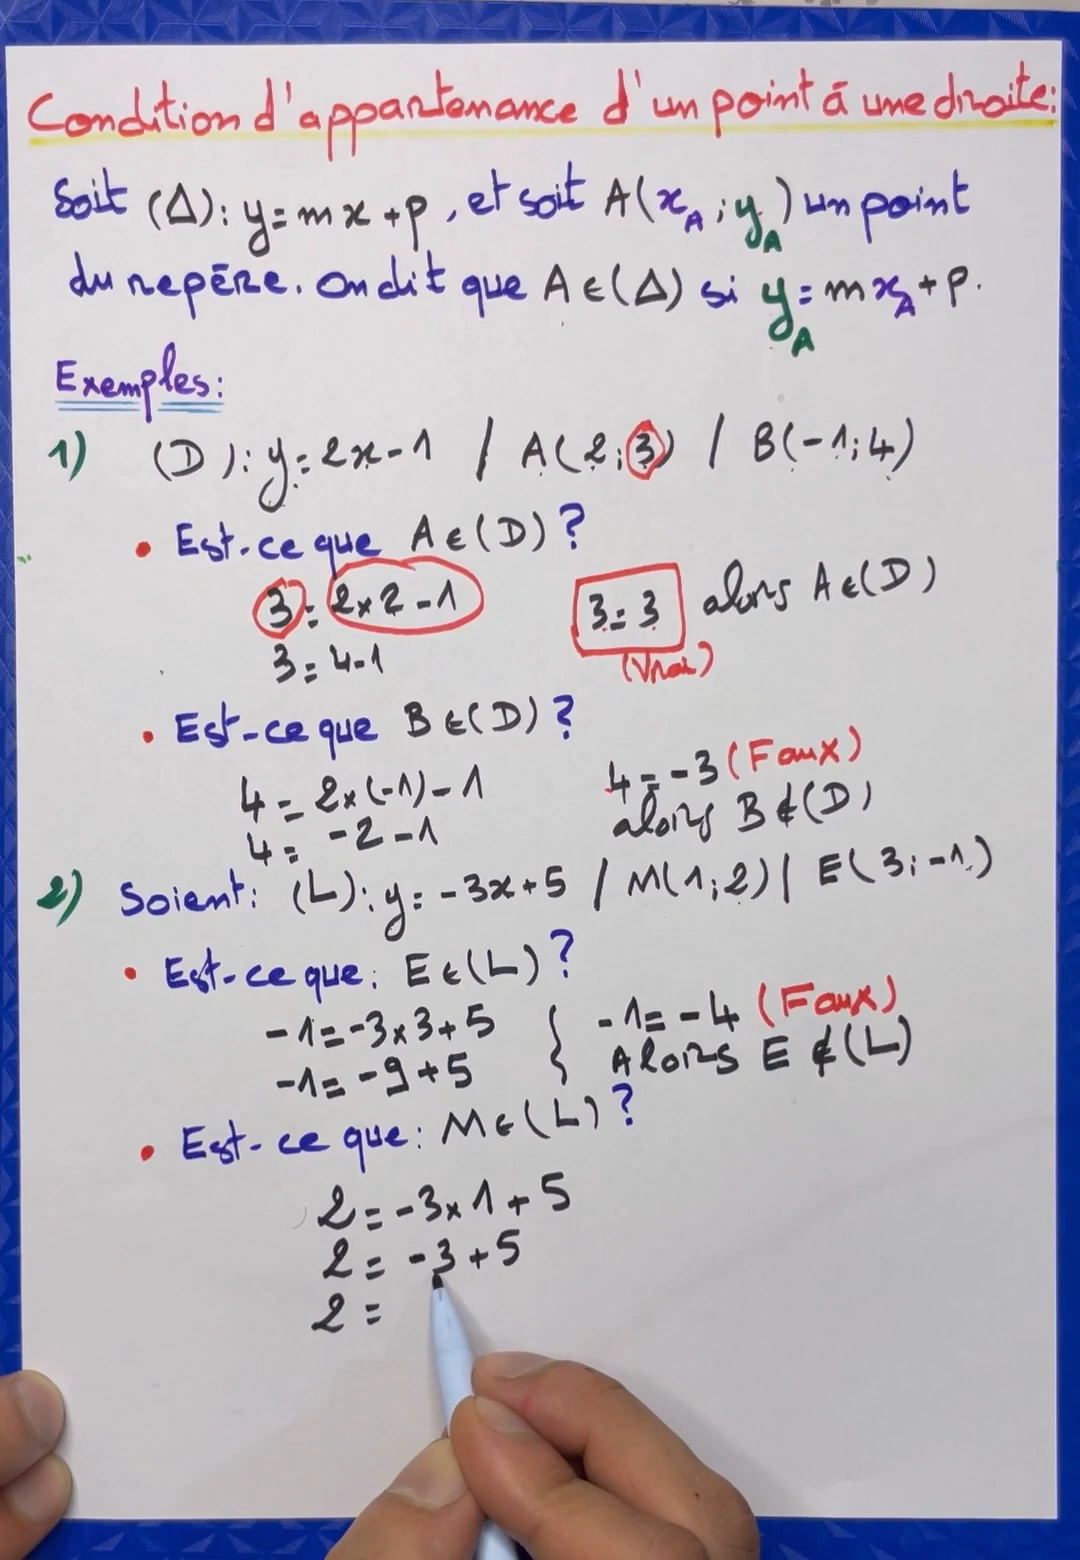 Condition d'appartenance d'un point à une droite:
Soit (Δ): y=mx+p, et soit A(x_A; y_A) un point
du repère. On dit que A∈(Δ) si y_A=mx_A+p.
Exemples:
1) (D): y=2x-1 / A(2;3) / B(-1;4)
• Est-ce que A∈(D)?
3=2×2-1
3=4-1
3=3 alors A∈(D)
(Vrai)
• Est-ce que B∈(D)?
4=2×(-1)-1
4=-2-1
4=-3 (Faux)
alors B∉(D)
2) Soient: (L): y=-3x+5 / M(1;2) | E(3;-1)
• Est-ce que: E∈(L)?
-1=-3×3+5
-1=-9+5
{ -1=-4 (Faux)
Alors E∉(L)
• Est-ce que: M∈(L)?
2=-3×1+5
2=-3+5
2=